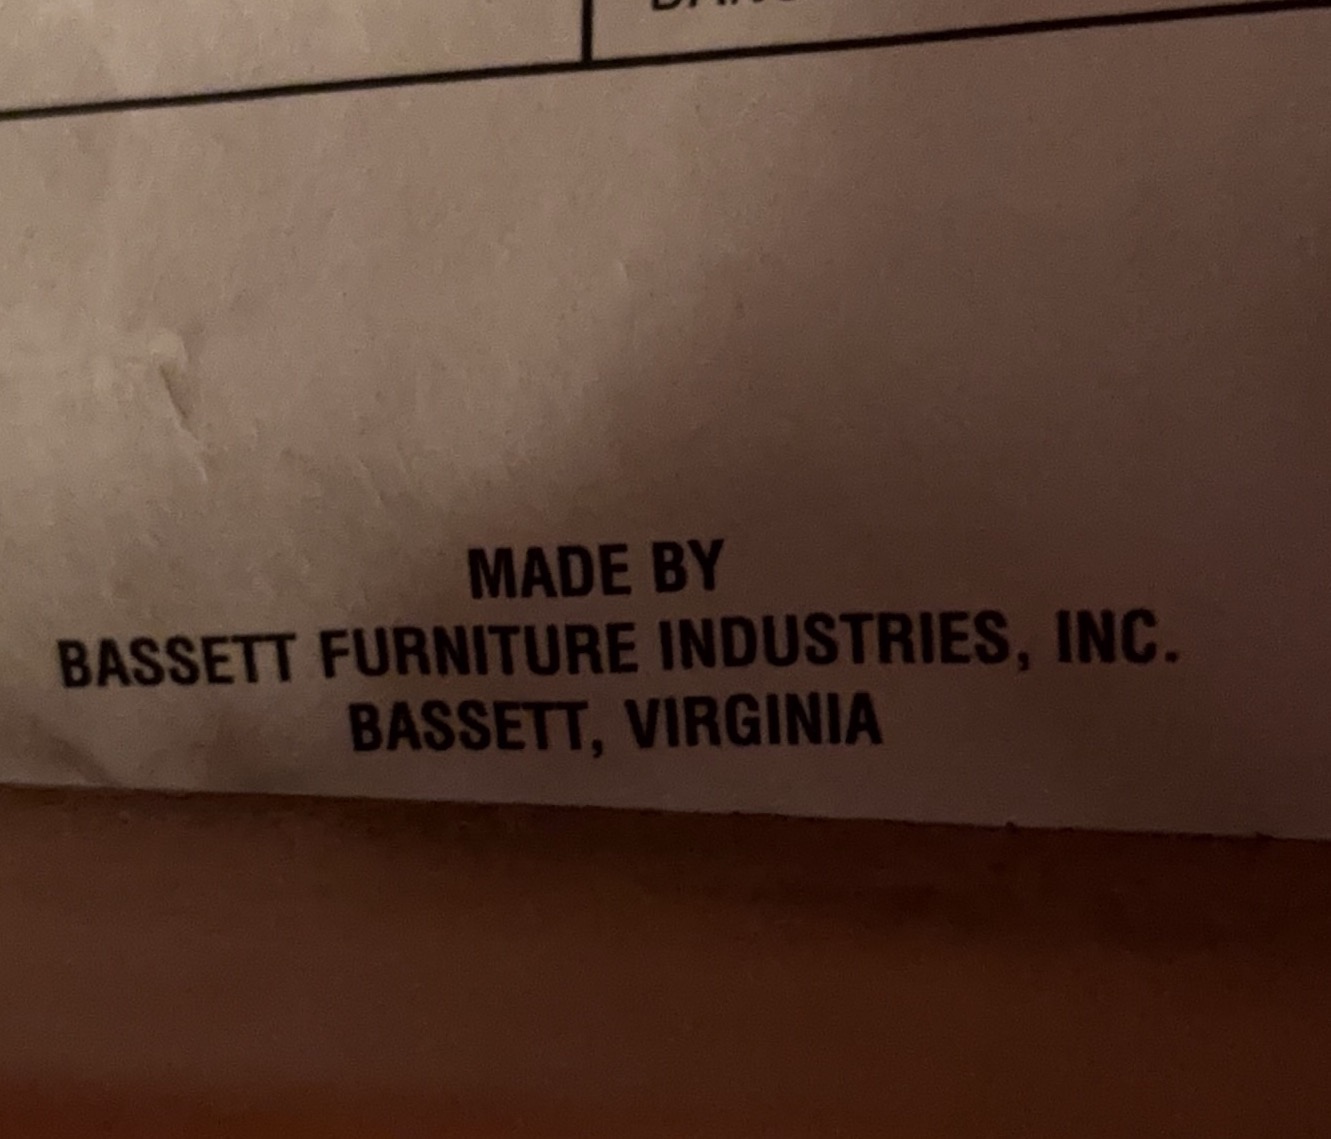 MADE BY
BASSETT FURNITURE INDUSTRIES, INC.
BASSETT, VIRGINIA